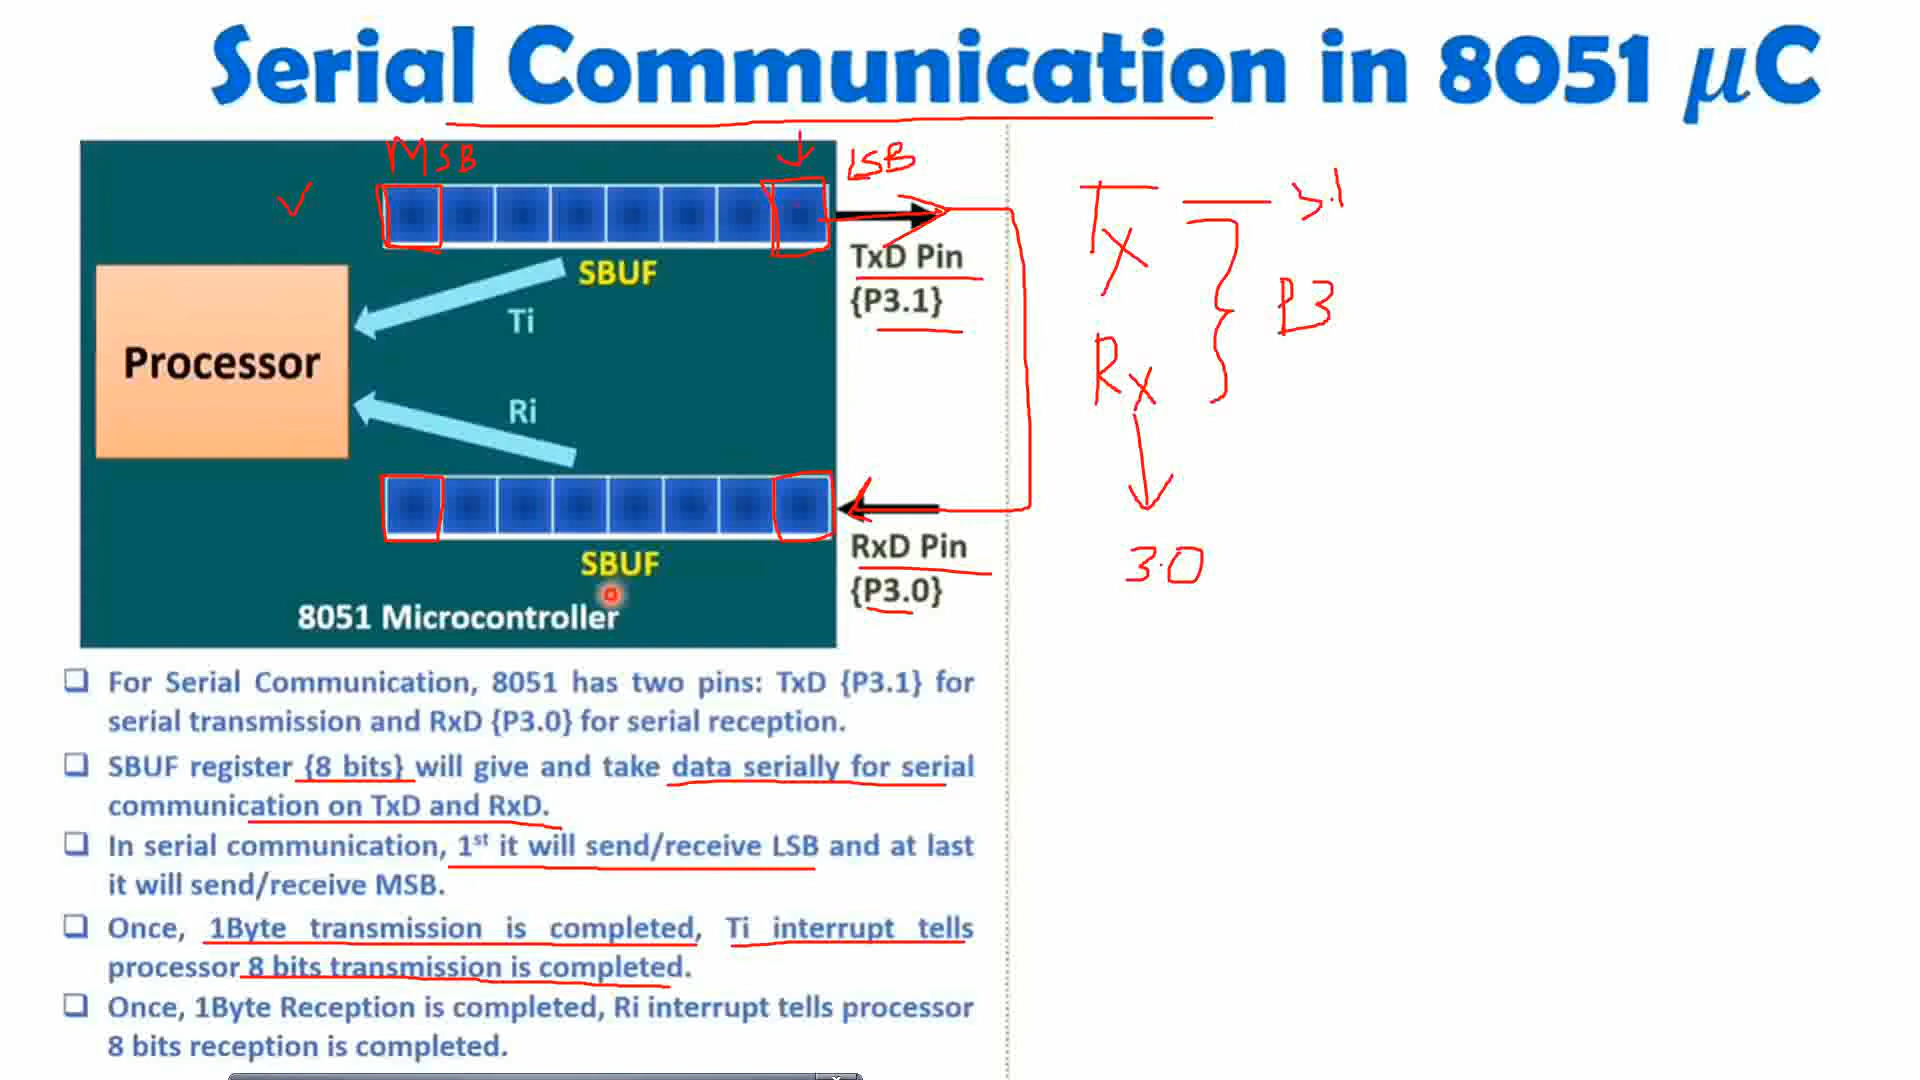 Serial Communication in 8051 μC
MSB
LSB
SBUF
TxD Pin
{P3.1}
Ti
Processor
Ri
SBUF
8051 Microcontroller
RxD Pin
{P3.0}
Tx
3.1
P3
Rx
3.0
❑ For Serial Communication, 8051 has two pins: TxD {P3.1} for
serial transmission and RxD {P3.0} for serial reception.
❑ SBUF register {8 bits} will give and take data serially for serial
communication on TxD and RxD.
❑ In serial communication, 1st it will send/receive LSB and at last
it will send/receive MSB.
❑ Once, 1Byte transmission is completed, Ti interrupt tells
processor 8 bits transmission is completed.
❑ Once, 1Byte Reception is completed, Ri interrupt tells processor
8 bits reception is completed.